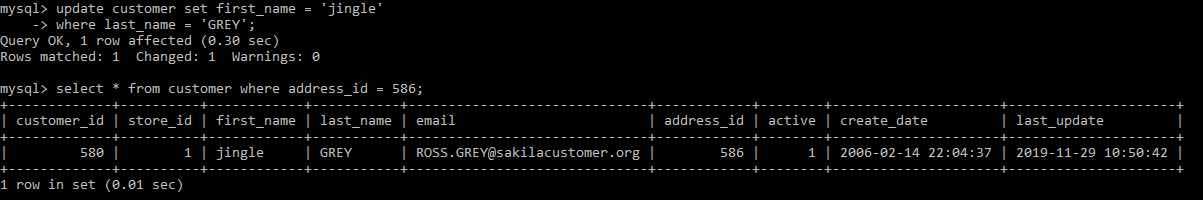 mysql> update customer set first_name = 'jingle'
    -> where last_name = 'GREY';
Query OK, 1 row affected (0.30 sec)
Rows matched: 1  Changed: 1  Warnings: 0

mysql> select * from customer where address_id = 586;
+-------------+----------+------------+-----------+-----------------------------+------------+--------+---------------------+---------------------+
| customer_id | store_id | first_name | last_name | email                       | address_id | active | create_date         | last_update         |
+-------------+----------+------------+-----------+-----------------------------+------------+--------+---------------------+---------------------+
|         580 |        1 | jingle     | GREY      | ROSS.GREY@sakilacustomer.org |        586 |      1 | 2006-02-14 22:04:37 | 2019-11-29 10:50:42 |
+-------------+----------+------------+-----------+-----------------------------+------------+--------+---------------------+---------------------+
1 row in set (0.01 sec)